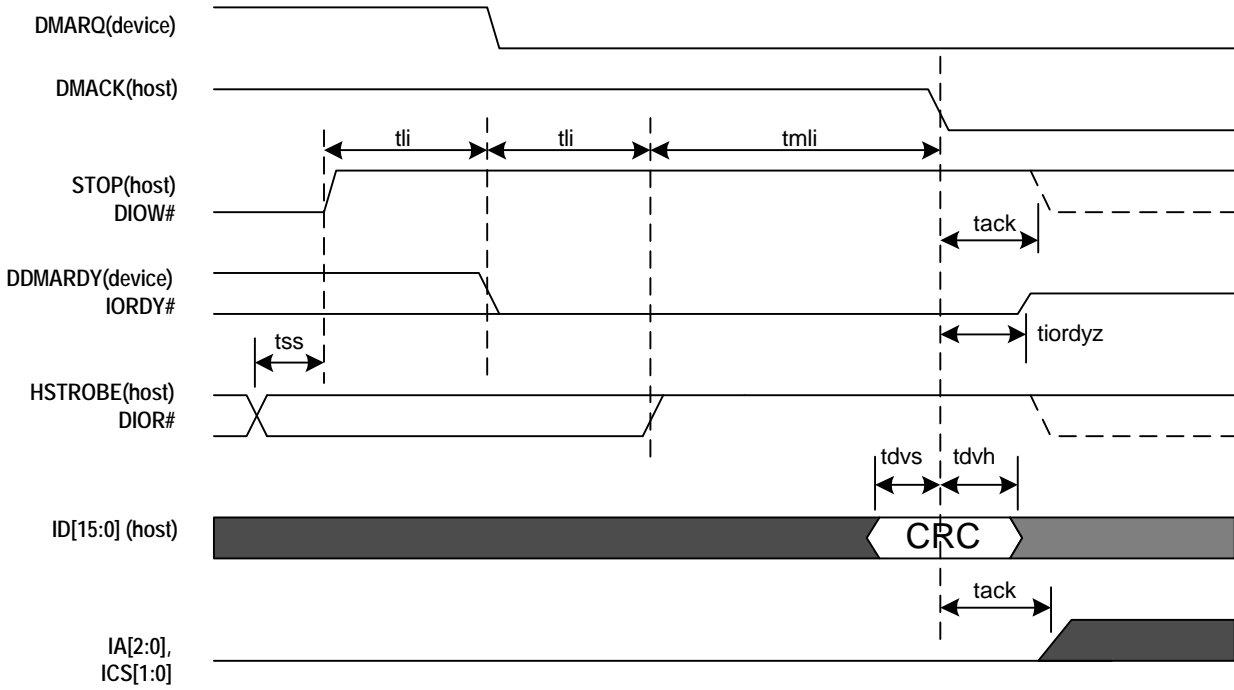 DMARQ(device)
DMACK(host)
tli
tli
tmli
STOP(host)
DIOW#
tack
DDMARDY(device)
IORDY#
tss
tiordyz
HSTROBE(host)
DIOR#
tdvs
tdvh
ID[15:0] (host)
CRC
tack
IA[2:0],
ICS[1:0]